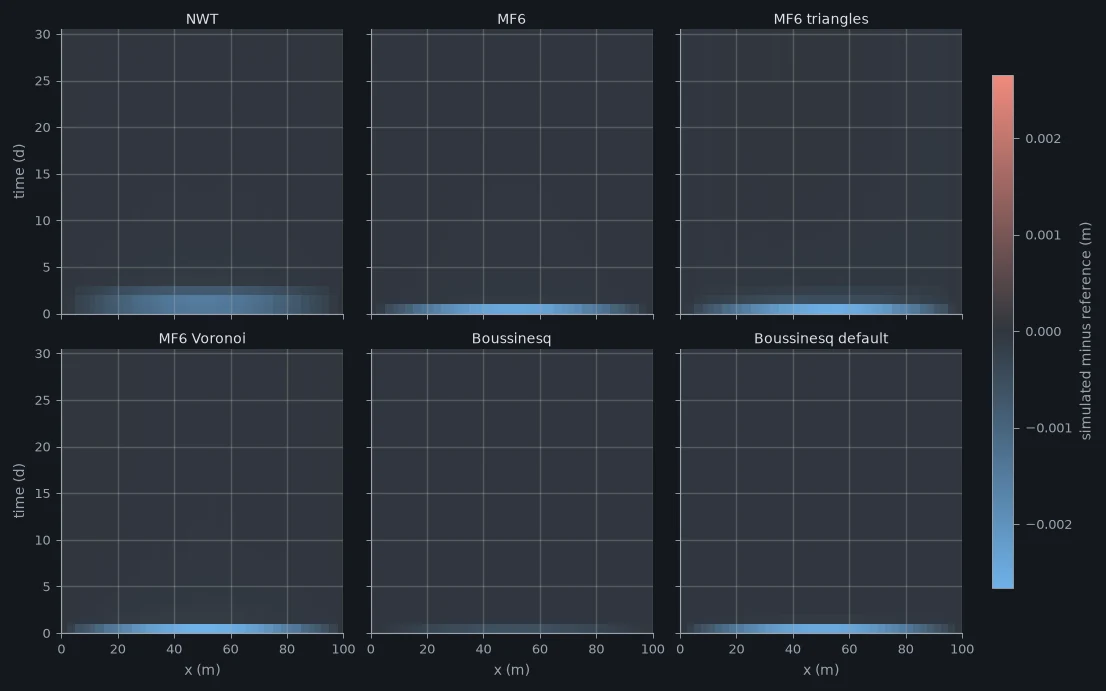 NWT
MF6
MF6 triangles
30
25
20
15
10
5
0
time (d)
0.002
0.001
0.000
−0.001
−0.002
simulated minus reference (m)
MF6 Voronoi
Boussinesq
Boussinesq default
30
25
20
15
10
5
0
time (d)
0 20 40 60 80 100
0 20 40 60 80 100
0 20 40 60 80 100
x (m)
x (m)
x (m)